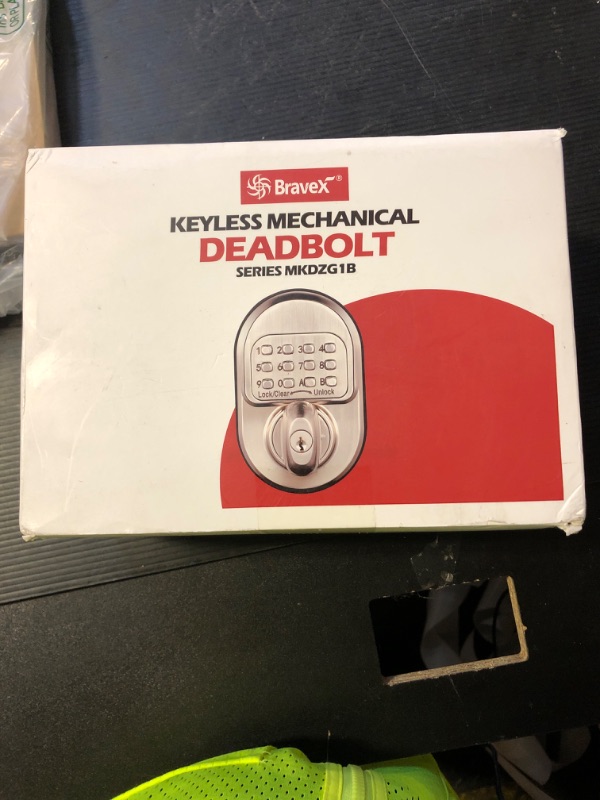 BraveX®
KEYLESS MECHANICAL
DEADBOLT
SERIES MKDZG1B
1 2 3 4
5 6 7 8
9 0 A B
Lock/Clear Unlock